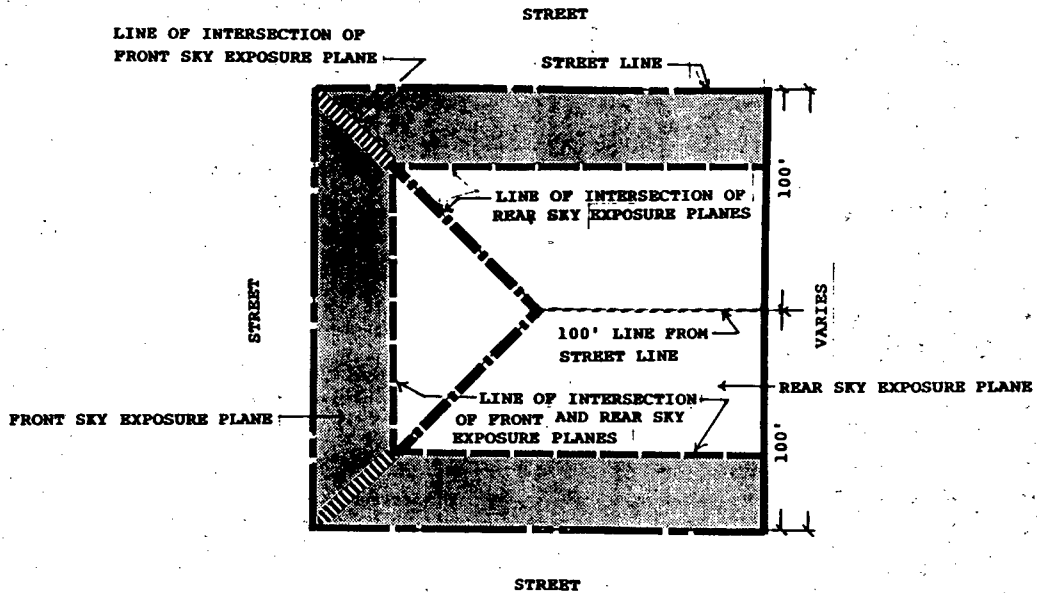 STREET
LINE OF INTERSECTION OF
FRONT SKY EXPOSURE PLANE
STREET LINE
100'
LINE OF INTERSECTION OF
REAR SKY EXPOSURE PLANES
STREET
VARIES
100' LINE FROM
STREET LINE
REAR SKY EXPOSURE PLANE
LINE OF INTERSECTION
OF FRONT AND REAR SKY
EXPOSURE PLANES
FRONT SKY EXPOSURE PLANE
100'
STREET